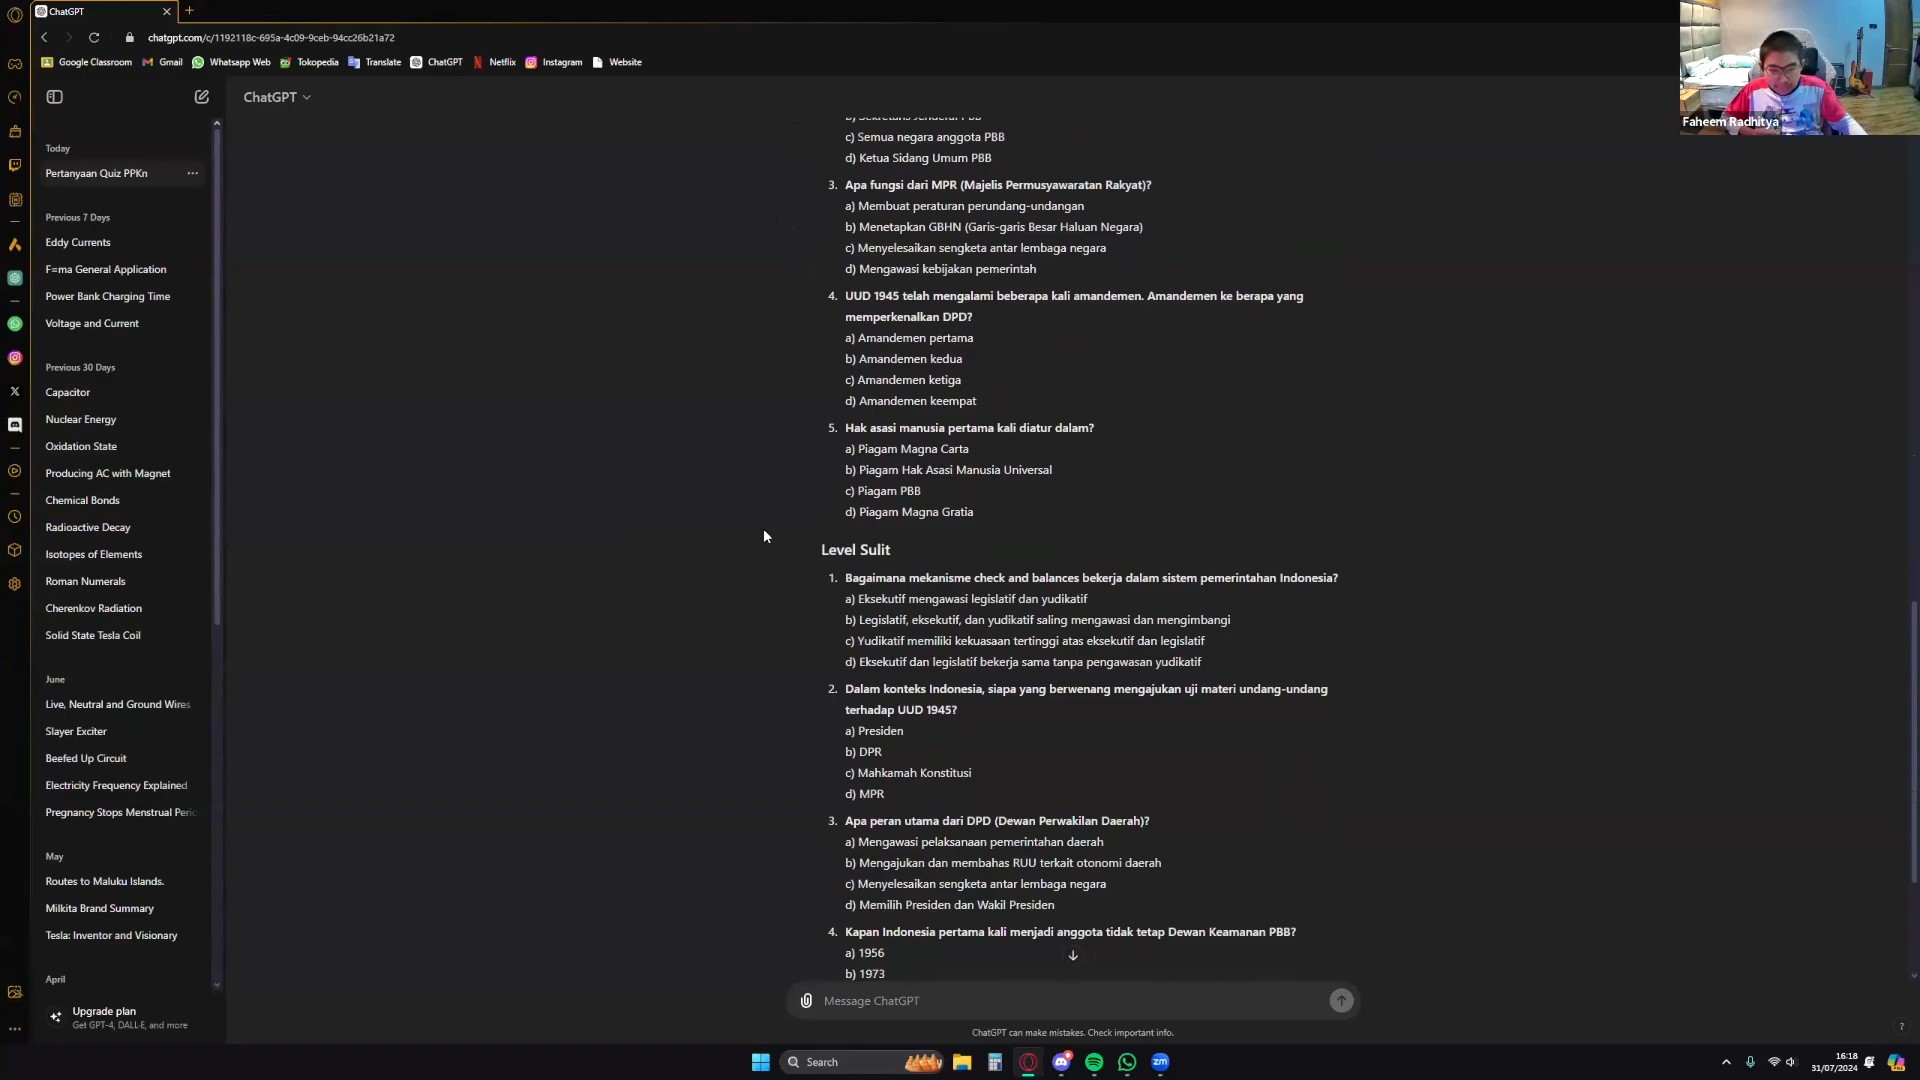 ChatGPT
chatgpt.com/c/1192118c-695a-4c09-9ceb-94cc26b21a72
Google Classroom Gmail Whatsapp Web Tokopedia Translate ChatGPT Netflix Instagram Website
Faheem Radhitya
ChatGPT
Today
Pertanyaan Quiz PPKn
Previous 7 Days
Eddy Currents
F=ma General Application
Power Bank Charging Time
Voltage and Current
Previous 30 Days
Capacitor
Nuclear Energy
Oxidation State
Producing AC with Magnet
Chemical Bonds
Radioactive Decay
Isotopes of Elements
Roman Numerals
Cherenkov Radiation
Solid State Tesla Coil
June
Live, Neutral and Ground Wires
Slayer Exciter
Beefed Up Circuit
Electricity Frequency Explained
Pregnancy Stops Menstrual Peri
May
Routes to Maluku Islands.
Milkita Brand Summary
Tesla: Inventor and Visionary
April
Upgrade plan
Get GPT-4, DALL·E, and more
b) Sekretaris Jenderal PBB
c) Semua negara anggota PBB
d) Ketua Sidang Umum PBB
3. Apa fungsi dari MPR (Majelis Permusyawaratan Rakyat)?
a) Membuat peraturan perundang-undangan
b) Menetapkan GBHN (Garis-garis Besar Haluan Negara)
c) Menyelesaikan sengketa antar lembaga negara
d) Mengawasi kebijakan pemerintah
4. UUD 1945 telah mengalami beberapa kali amandemen. Amandemen ke berapa yang
memperkenalkan DPD?
a) Amandemen pertama
b) Amandemen kedua
c) Amandemen ketiga
d) Amandemen keempat
5. Hak asasi manusia pertama kali diatur dalam?
a) Piagam Magna Carta
b) Piagam Hak Asasi Manusia Universal
c) Piagam PBB
d) Piagam Magna Gratia
Level Sulit
1. Bagaimana mekanisme check and balances bekerja dalam sistem pemerintahan Indonesia?
a) Eksekutif mengawasi legislatif dan yudikatif
b) Legislatif, eksekutif, dan yudikatif saling mengawasi dan mengimbangi
c) Yudikatif memiliki kekuasaan tertinggi atas eksekutif dan legislatif
d) Eksekutif dan legislatif bekerja sama tanpa pengawasan yudikatif
2. Dalam konteks Indonesia, siapa yang berwenang mengajukan uji materi undang-undang
terhadap UUD 1945?
a) Presiden
b) DPR
c) Mahkamah Konstitusi
d) MPR
3. Apa peran utama dari DPD (Dewan Perwakilan Daerah)?
a) Mengawasi pelaksanaan pemerintahan daerah
b) Mengajukan dan membahas RUU terkait otonomi daerah
c) Menyelesaikan sengketa antar lembaga negara
d) Memilih Presiden dan Wakil Presiden
4. Kapan Indonesia pertama kali menjadi anggota tidak tetap Dewan Keamanan PBB?
a) 1956
b) 1973
Message ChatGPT
ChatGPT can make mistakes. Check important info.
?
Search
zm
16:18
31/07/2024